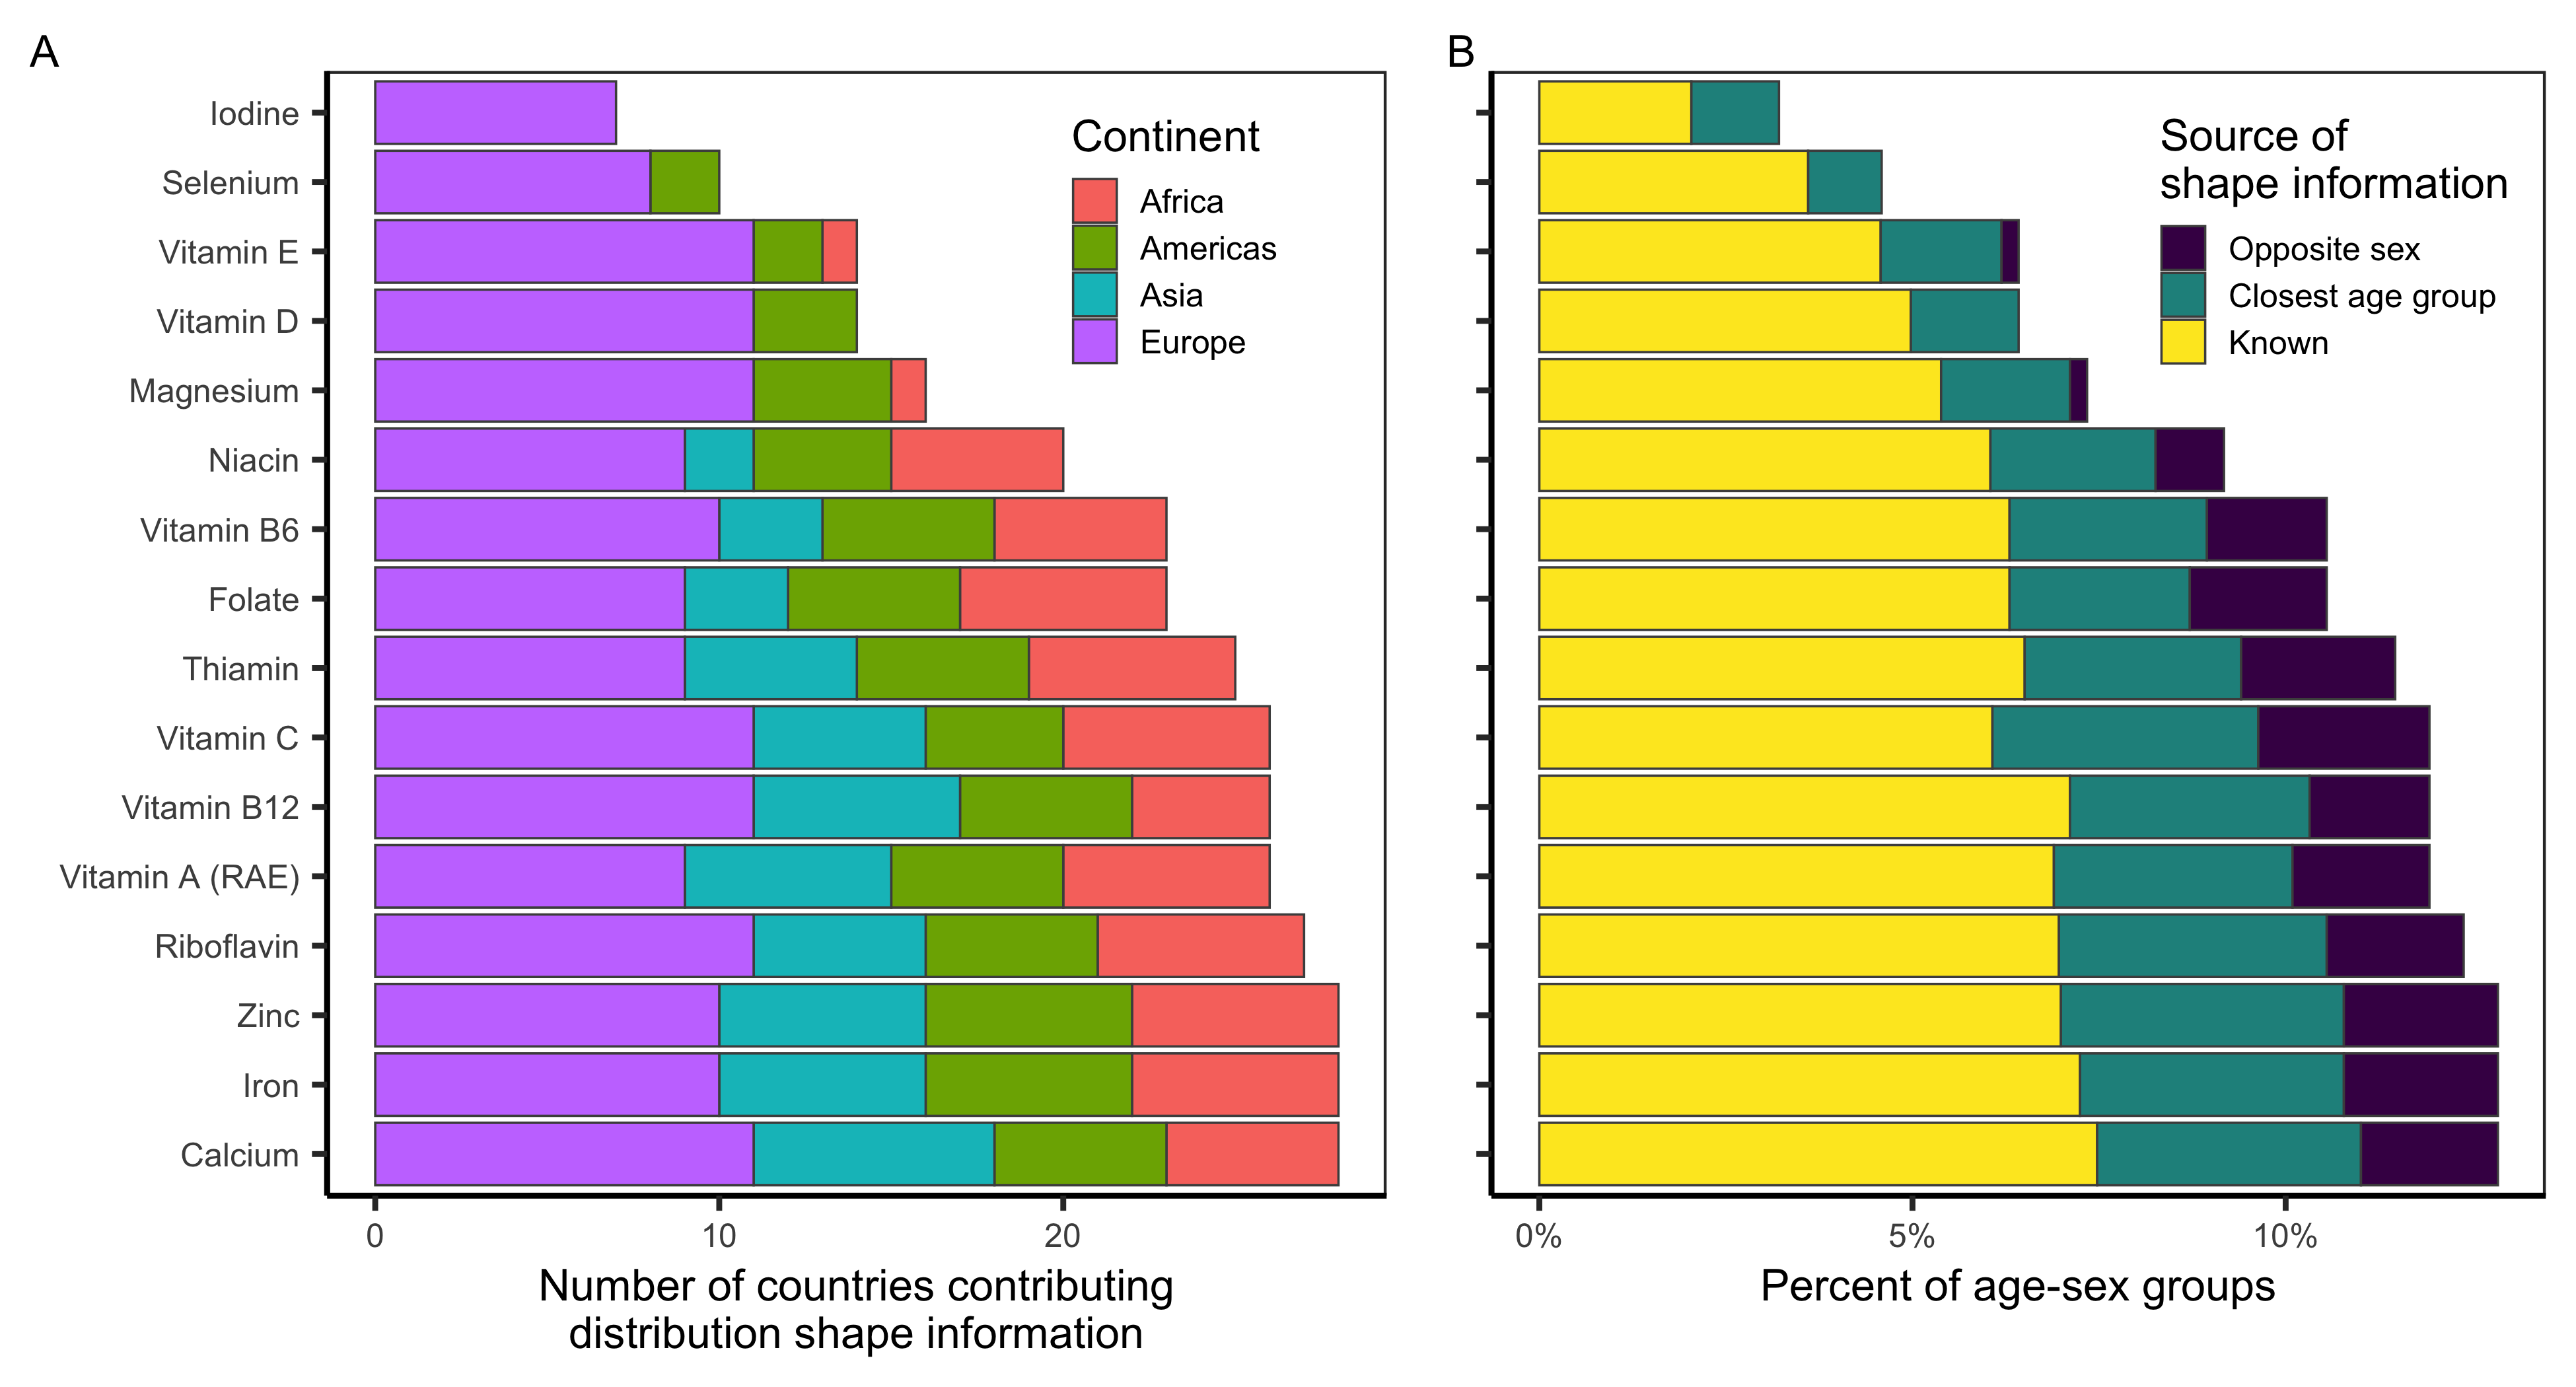 A
Iodine
Selenium
Vitamin E
Vitamin D
Magnesium
Niacin
Vitamin B6
Folate
Thiamin
Vitamin C
Vitamin B12
Vitamin A (RAE)
Riboflavin
Zinc
Iron
Calcium
Continent
Africa
Americas
Asia
Europe
0
10
20
Number of countries contributing
distribution shape information
B
Source of
shape information
Opposite sex
Closest age group
Known
0%
5%
10%
Percent of age-sex groups